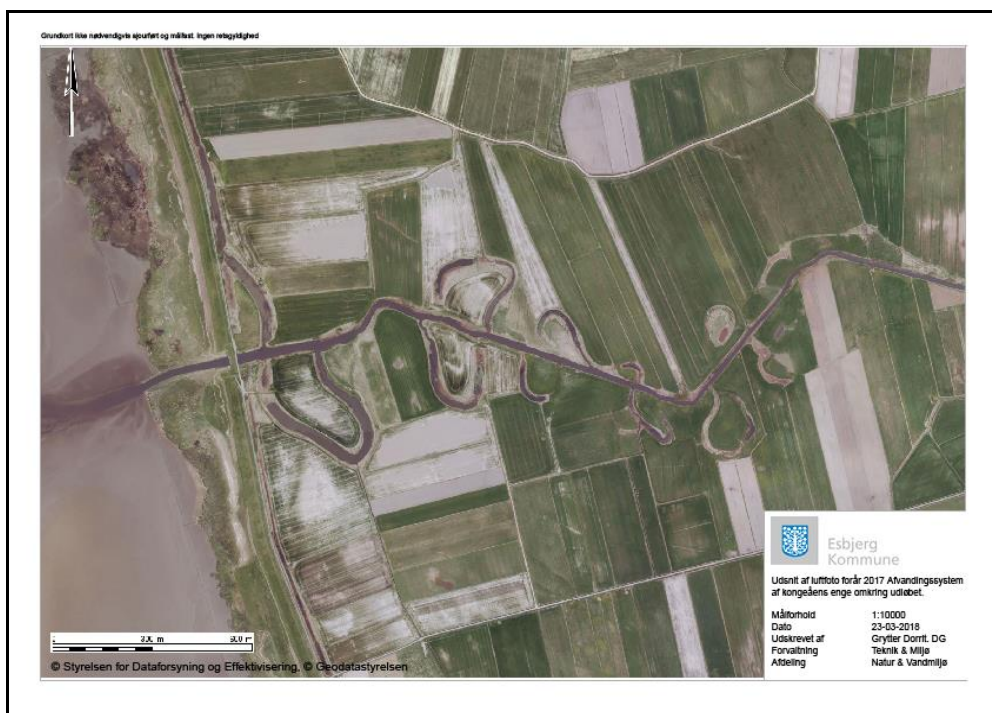 Grundkort ikke nødvendigvis ajourført og målfast. Ingen retsgyldighed
Esbjerg
Kommune
Udsnit af luftfoto forår 2017 Afvandingssystem
af kongeåens enge omkring udløbet.
Målforhold 1:10000
Dato 23-03-2018
Udskrevet af Grytter Dorrit. DG
Forvaltning Teknik & Miljø
Afdeling Natur & Vandmiljø
300 m 600 m
© Styrelsen for Dataforsyning og Effektivisering, © Geodatastyrelsen